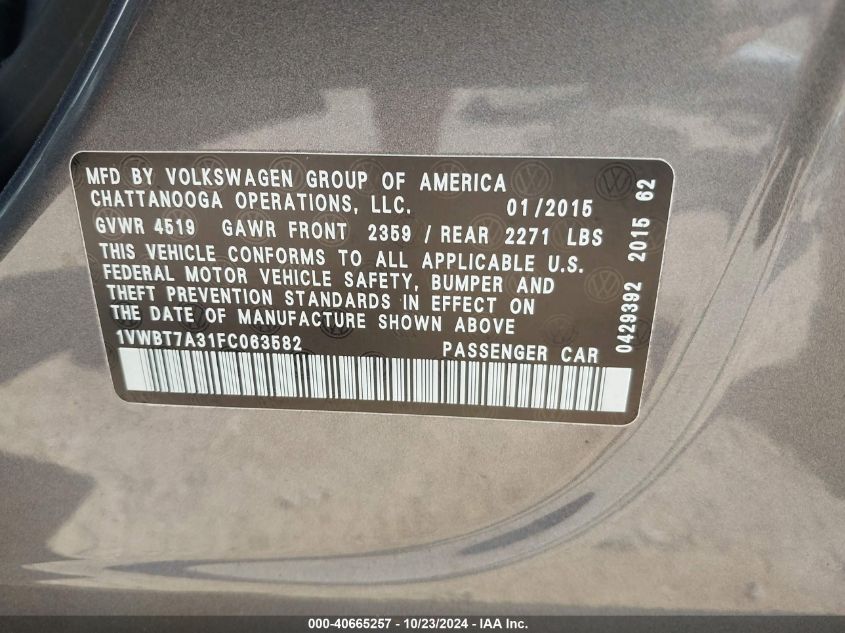 MFD BY VOLKSWAGEN GROUP OF AMERICA
CHATTANOOGA OPERATIONS, LLC. 01/2015
GVWR 4519 GAWR FRONT 2359 / REAR 2271 LBS
THIS VEHICLE CONFORMS TO ALL APPLICABLE U.S.
FEDERAL MOTOR VEHICLE SAFETY, BUMPER AND
THEFT PREVENTION STANDARDS IN EFFECT ON
THE DATE OF MANUFACTURE SHOWN ABOVE
1VWBT7A31FC063582 PASSENGER CAR
0429392 2015 62
000-40665257 - 10/23/2024 - IAA Inc.